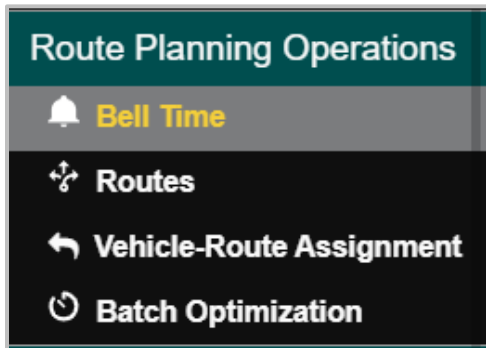 Route Planning Operations
Bell Time
Routes
Vehicle-Route Assignment
Batch Optimization